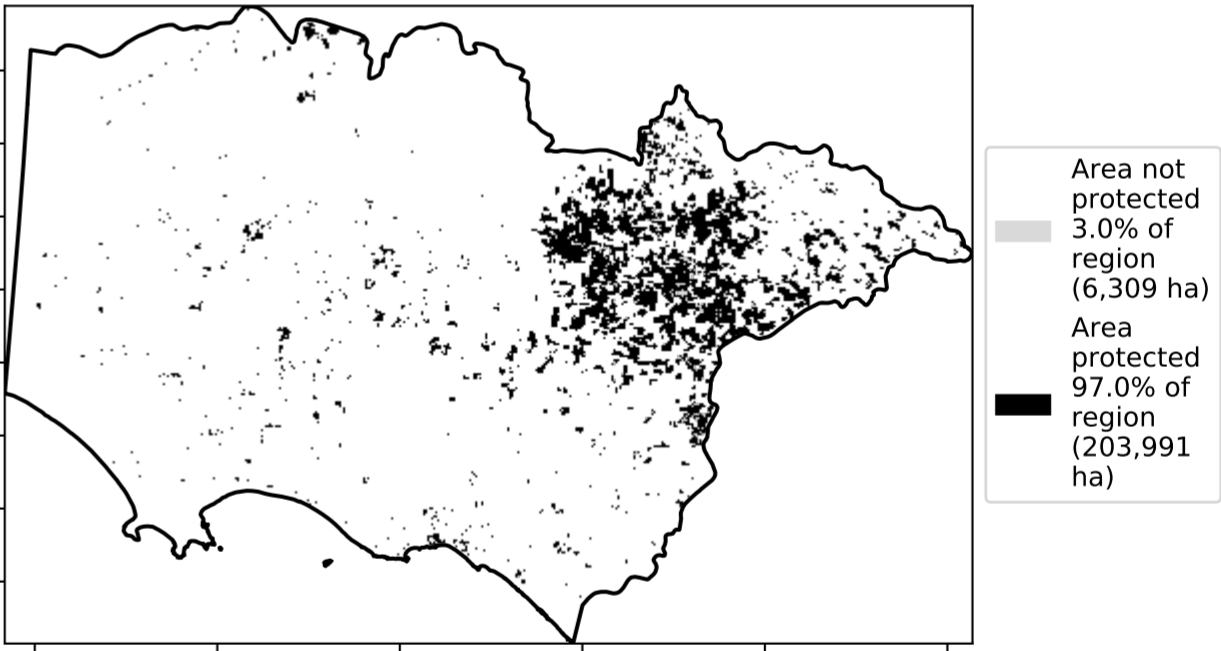 Area not
protected
3.0% of
region
(6,309 ha)
Area
protected
97.0% of
region
(203,991
ha)